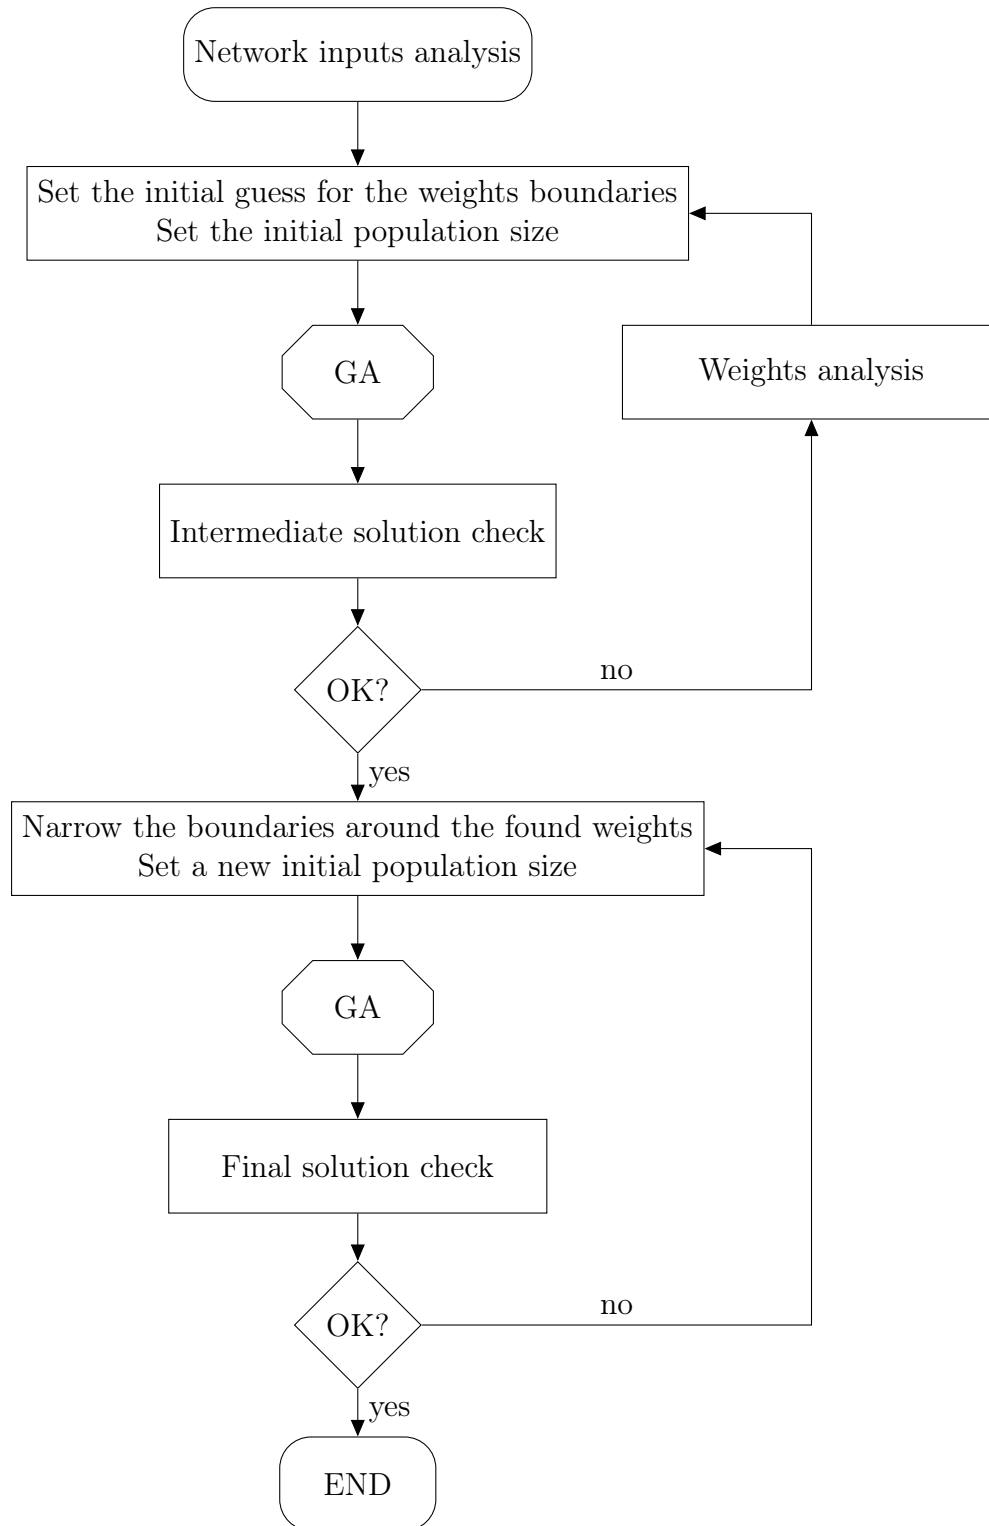 Network inputs analysis
Set the initial guess for the weights boundaries
Set the initial population size
GA
Weights analysis
Intermediate solution check
OK?
no
yes
Narrow the boundaries around the found weights
Set a new initial population size
GA
Final solution check
OK?
no
yes
END